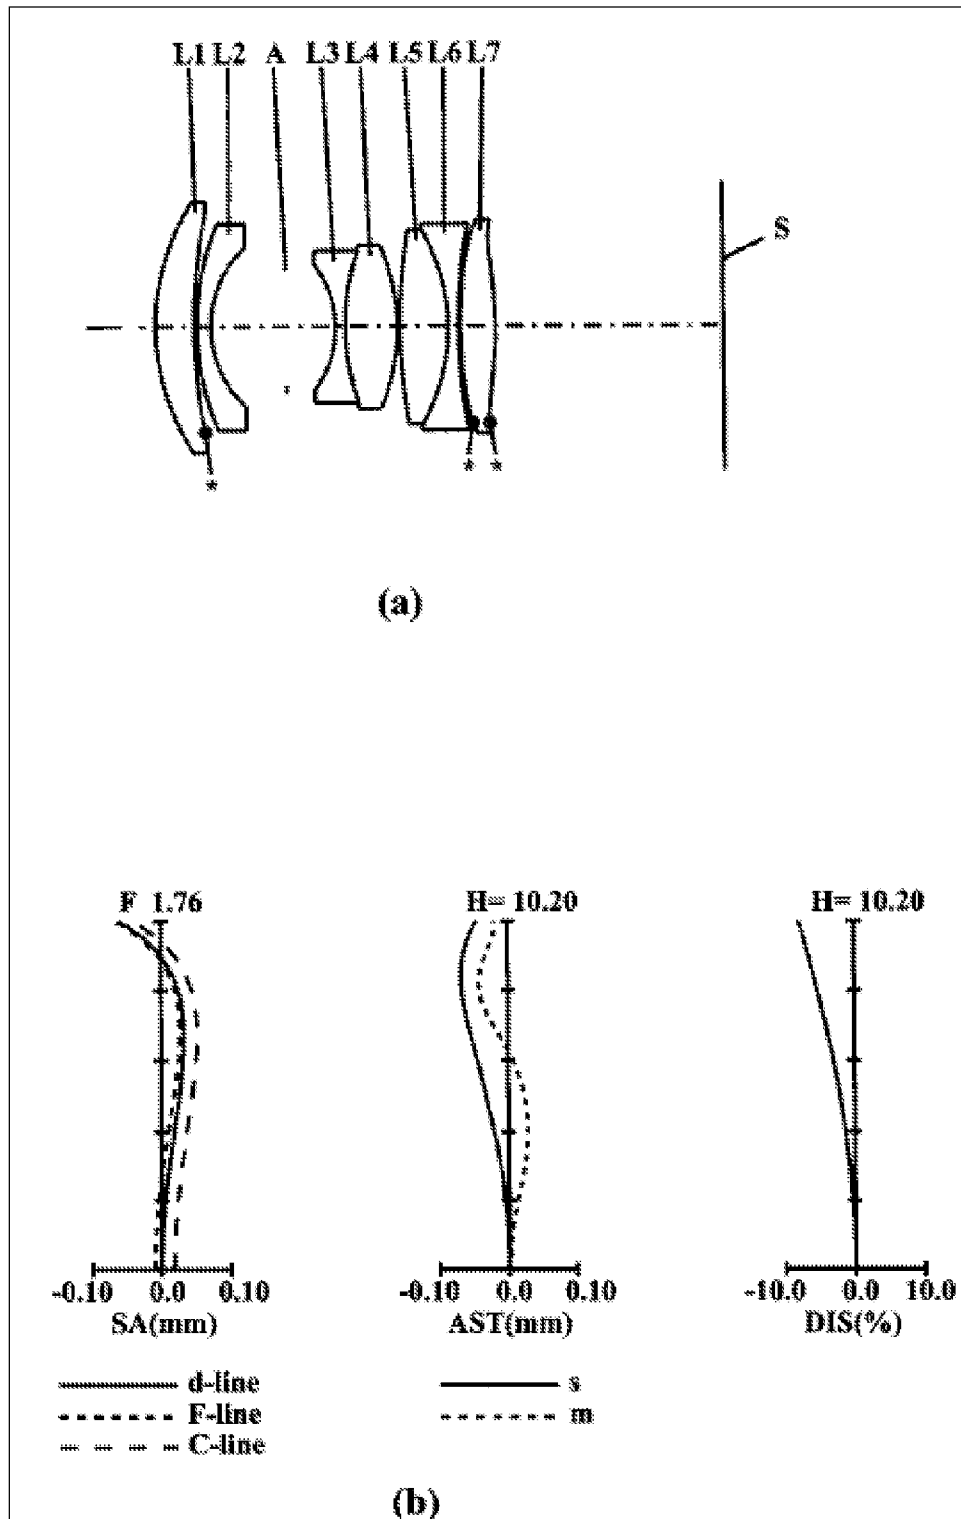 L1 L2 A L3 L4 L5 L6 L7
S
*
* *
(a)
F 1.76
H= 10.20
H= 10.20
-0.10 0.0 0.10
SA(mm)
-0.10 0.0 0.10
AST(mm)
-10.0 0.0 10.0
DIS(%)
d-line
F-line
C-line
s
m
(b)